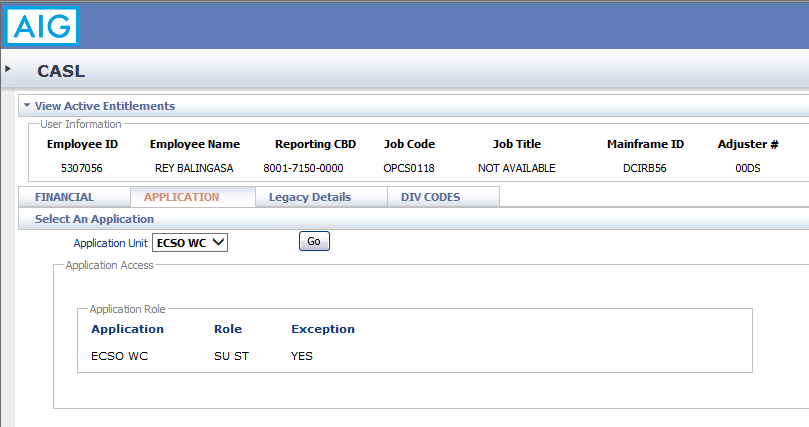 AIG
CASL
View Active Entitlements
User Information
Employee ID Employee Name Reporting CBD Job Code Job Title Mainframe ID Adjuster #
5307056 REY BALINGASA 8001-7150-0000 OPCS0118 NOT AVAILABLE DCIRB56 00DS
FINANCIAL APPLICATION Legacy Details DIV CODES
Select An Application
Application Unit ECSO WC Go
Application Access
Application Role
Application Role Exception
ECSO WC SU ST YES